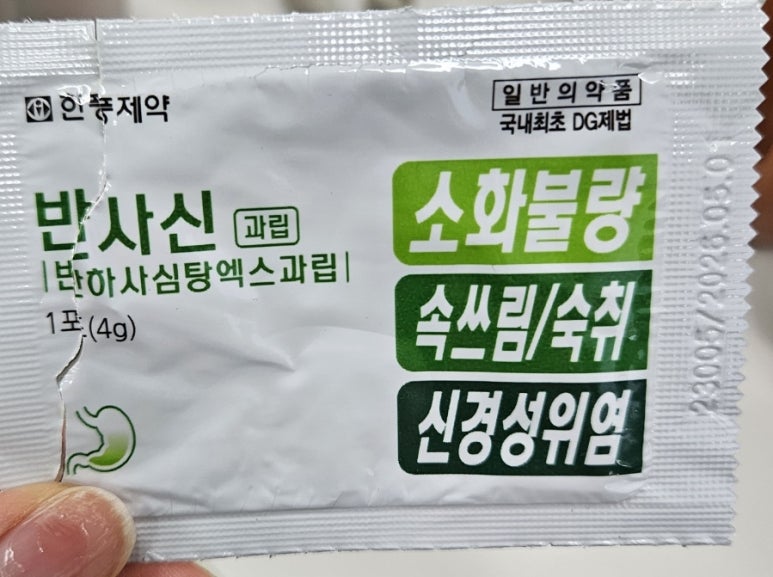 한풍제약
일반의약품
국내최초 DG제법
반사신 과립
|반하사심탕엑스과립|
1포(4g)
소화불량
속쓰림/숙취
신경성위염
23005/2026.05.0